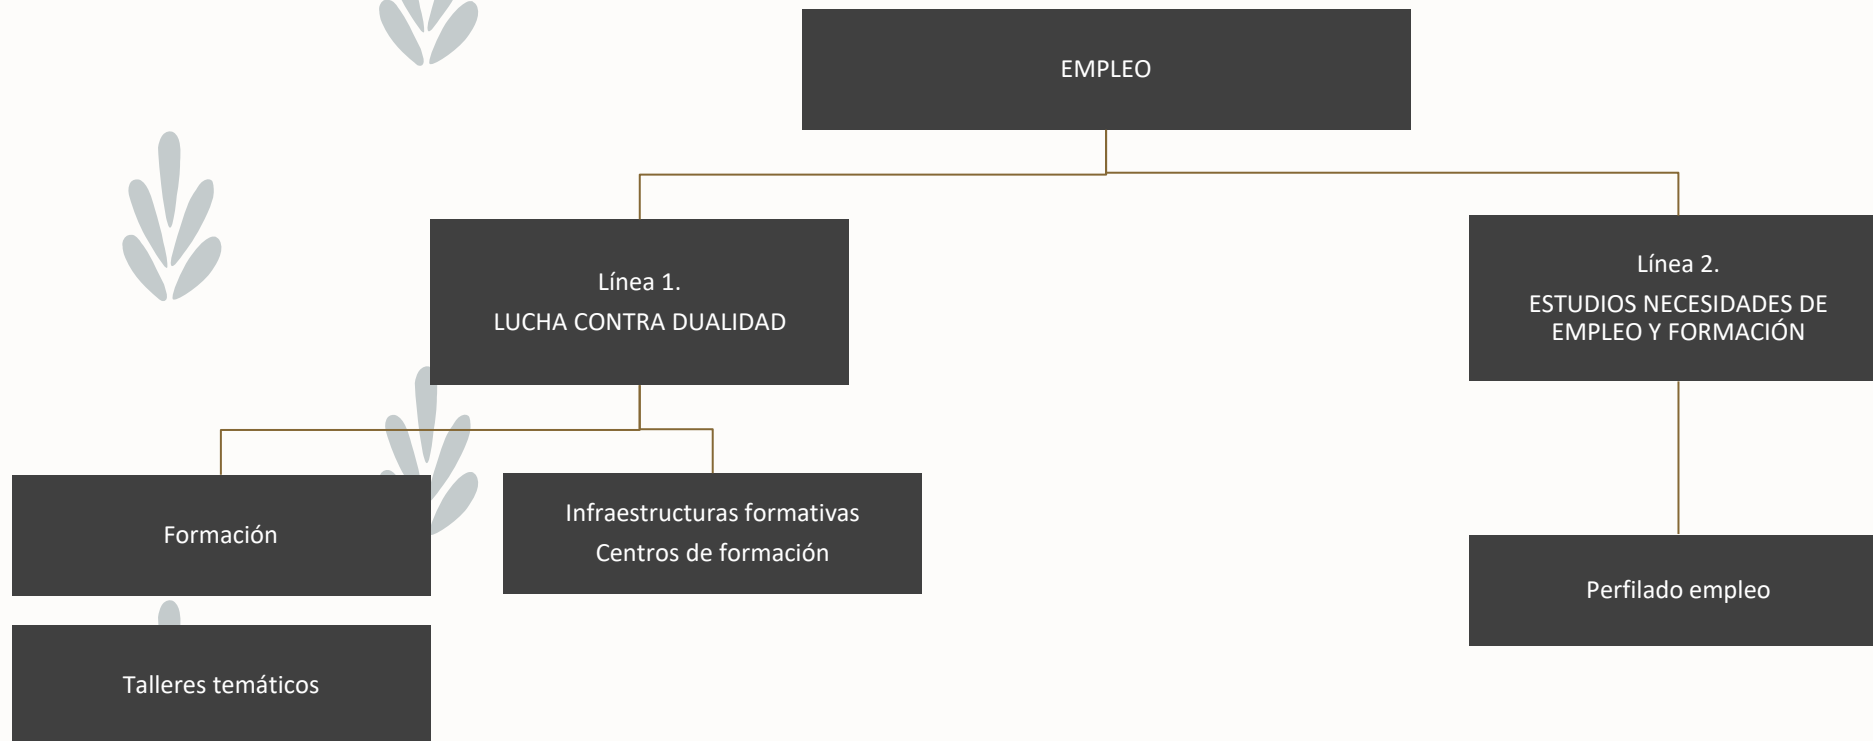 EMPLEO
Línea 1.
LUCHA CONTRA DUALIDAD
Línea 2.
ESTUDIOS NECESIDADES DE
EMPLEO Y FORMACIÓN
Formación
Infraestructuras formativas
Centros de formación
Perfilado empleo
Talleres temáticos